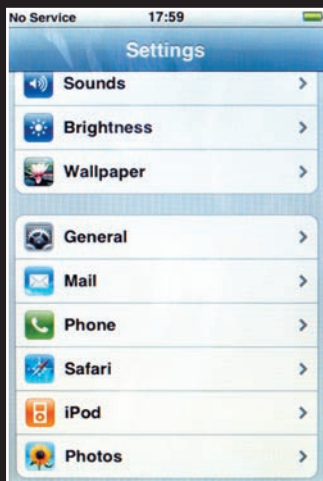 No Service 17:59
Settings
Sounds
Brightness
Wallpaper
General
Mail
Phone
Safari
iPod
Photos